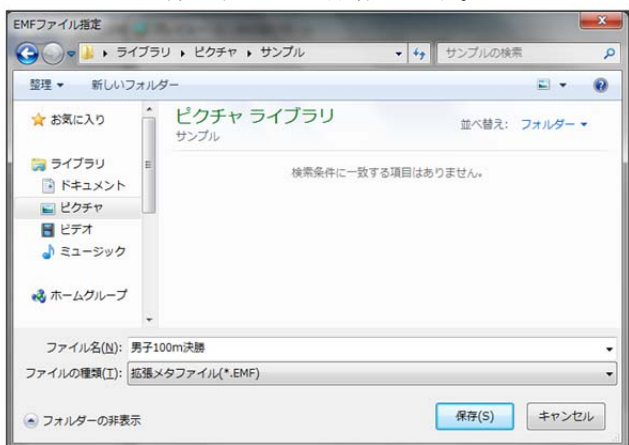 EMFファイル指定
ライブラリ ▸ ピクチャ ▸ サンプル
サンプルの検索
整理 ▼ 新しいフォルダー
お気に入り
ライブラリ
ドキュメント
ピクチャ
ビデオ
ミュージック
ホームグループ
ピクチャ ライブラリ
サンプル
並べ替え: フォルダー ▼
検索条件に一致する項目はありません。
ファイル名(N): 男子100m決勝
ファイルの種類(T): 拡張メタファイル(*.EMF)
フォルダーの非表示
保存(S) キャンセル